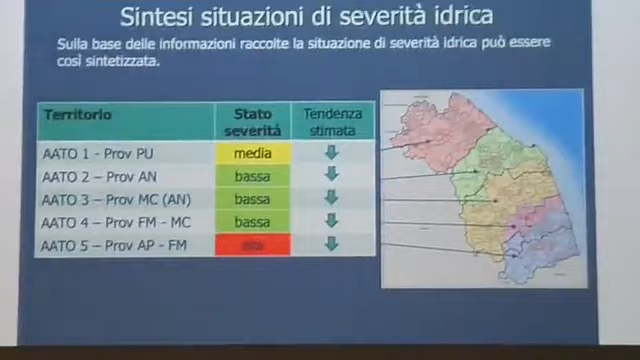 Sintesi situazioni di severità idrica
Sulla base delle informazioni raccolte la situazione di severità idrica può essere
così sintetizzata.
Territorio Stato severità Tendenza stimata
AATO 1 - Prov PU media
AATO 2 – Prov AN bassa
AATO 3 – Prov MC (AN) bassa
AATO 4 – Prov FM - MC bassa
AATO 5 – Prov AP - FM alta